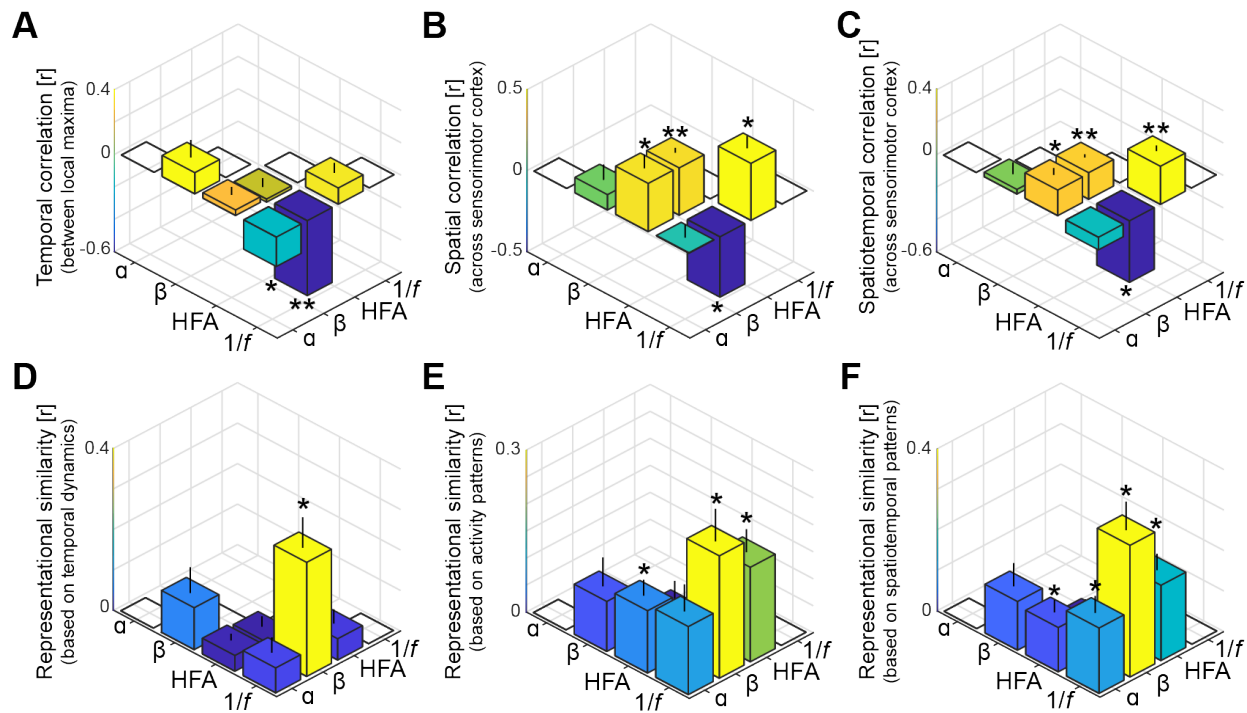 A
Temporal correlation [r]
(between local maxima)
0.4
0
-0.6
α
β
HFA
1/f
α
β
HFA
1/f
*
**
B
Spatial correlation [r]
(across sensorimotor cortex)
0.5
0
-0.5
α
β
HFA
1/f
α
β
HFA
1/f
*
**
*
*
C
Spatiotemporal correlation [r]
(across sensorimotor cortex)
0.4
0
-0.6
α
β
HFA
1/f
α
β
HFA
1/f
*
**
**
*
D
Representational similarity [r]
(based on temporal dynamics)
0.4
0
α
β
HFA
1/f
α
β
HFA
1/f
*
E
Representational similarity [r]
(based on activity patterns)
0.3
0
α
β
HFA
1/f
α
β
HFA
1/f
*
*
*
F
Representational similarity [r]
(based on spatiotemporal patterns)
0.4
0
α
β
HFA
1/f
α
β
HFA
1/f
*
*
*
*